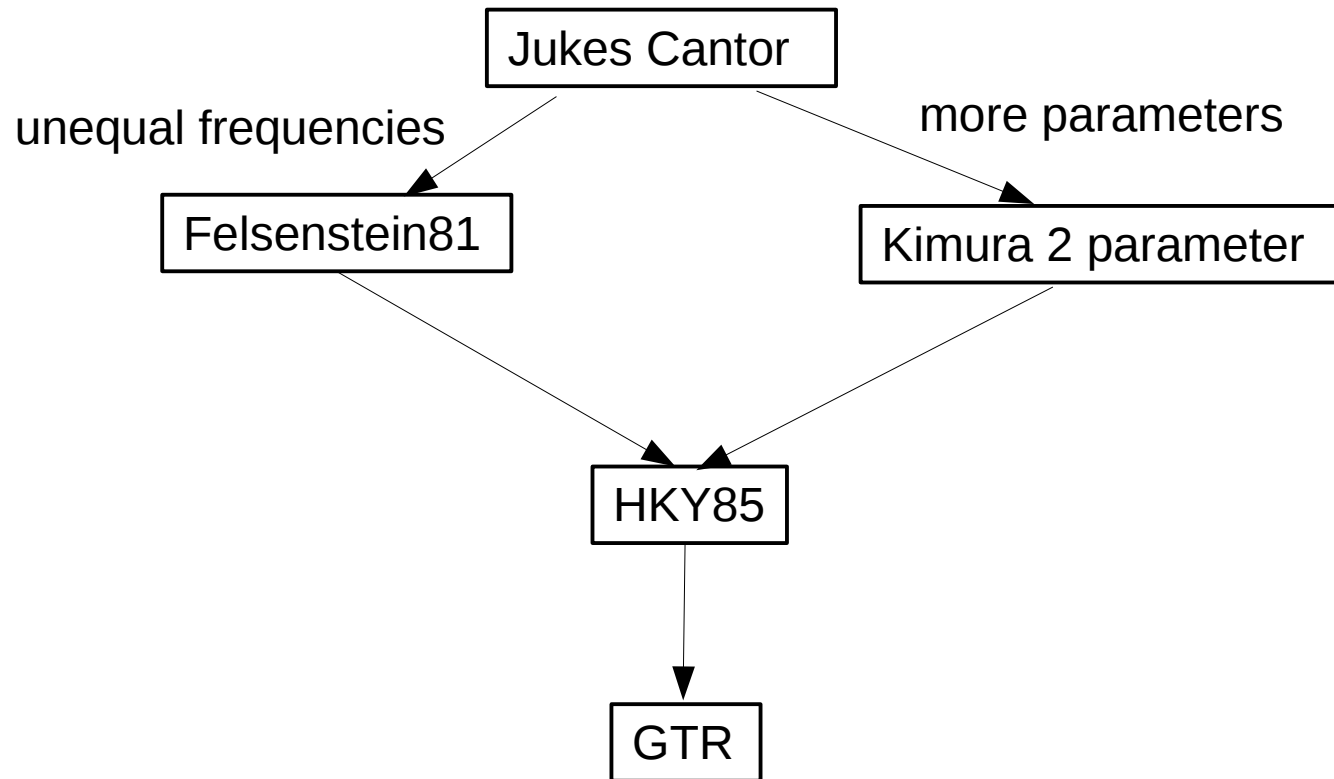 Jukes Cantor
unequal frequencies
more parameters
Felsenstein81
Kimura 2 parameter
HKY85
GTR